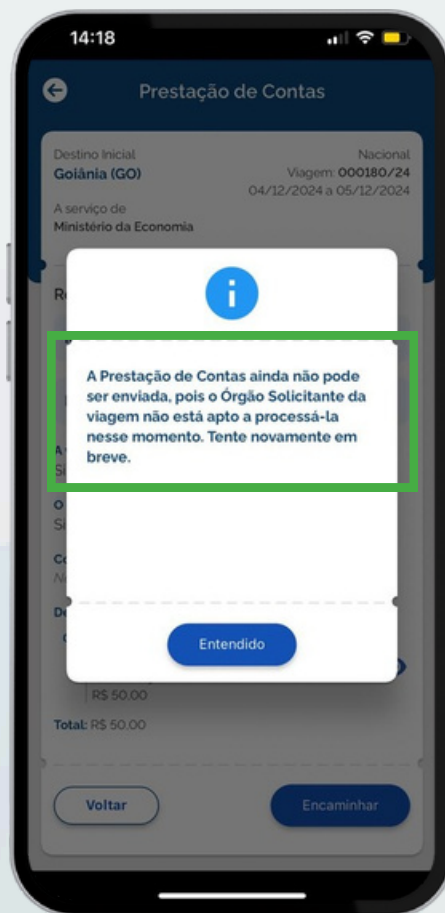 14:18
Prestação de Contas
Destino Inicial
Nacional
Goiânia (GO)
Viagem: 000180/24
04/12/2024 a 05/12/2024
A serviço de
Ministério da Economia
A Prestação de Contas ainda não pode
ser enviada, pois o Órgão Solicitante da
viagem não está apto a processá-la
nesse momento. Tente novamente em
breve.
Entendido
R$ 50.00
Total: R$ 50.00
Voltar
Encaminhar